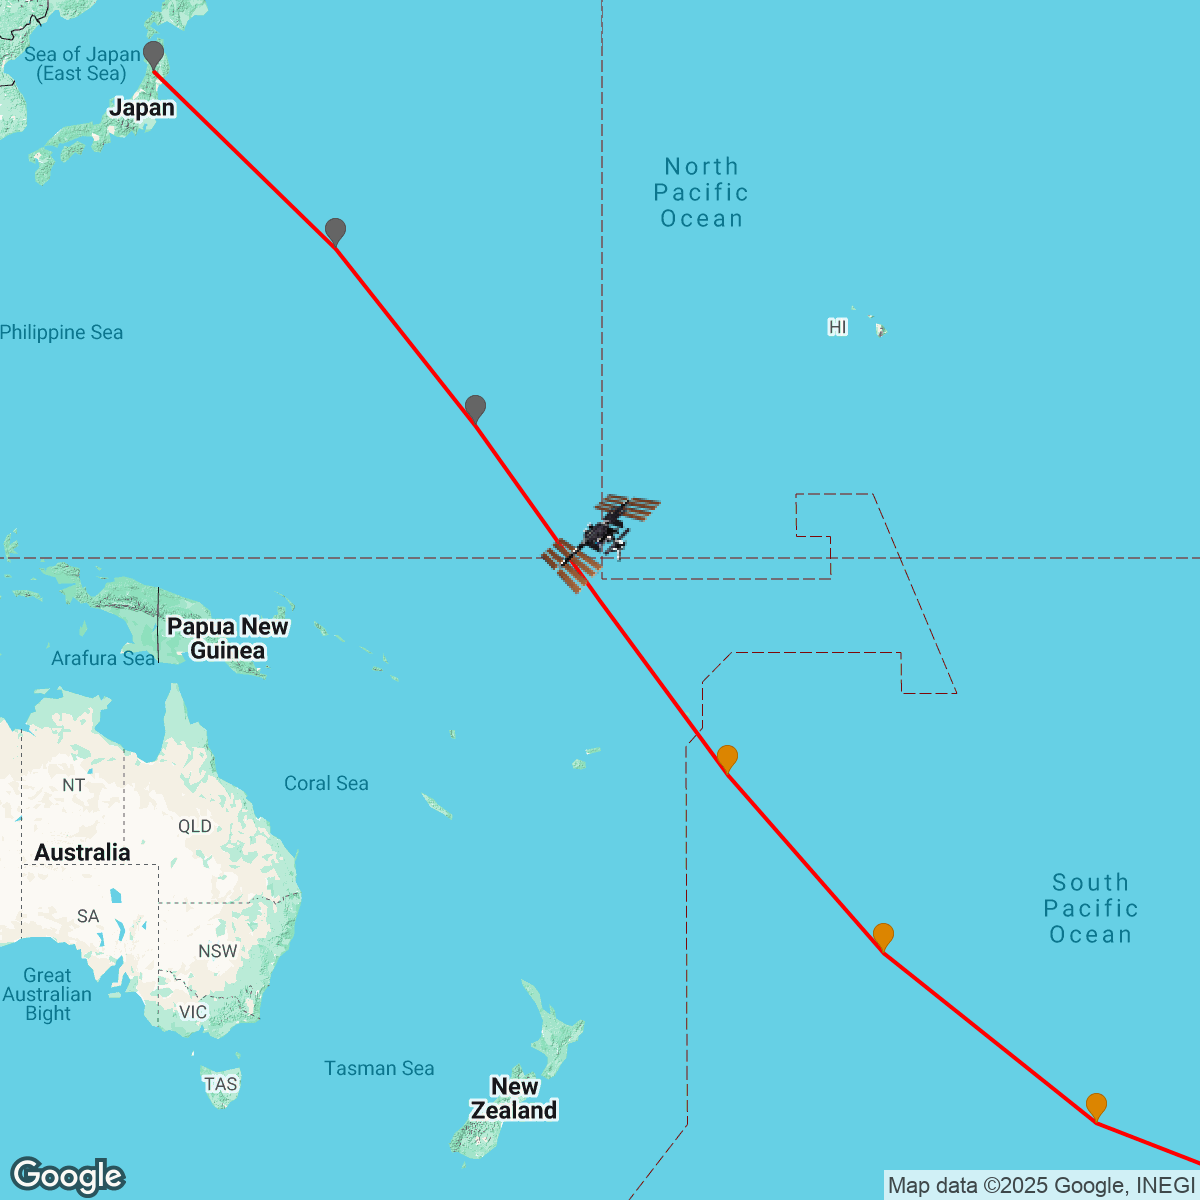 Sea of Japan
(East Sea)
Japan
North
Pacific
Ocean
HI
Philippine Sea
Papua New
Guinea
Arafura Sea
NT
Coral Sea
QLD
Australia
South
Pacific
Ocean
SA
NSW
Great
Australian
Bight
VIC
Tasman Sea
TAS
New
Zealand
Google
Map data ©2025 Google, INEGI